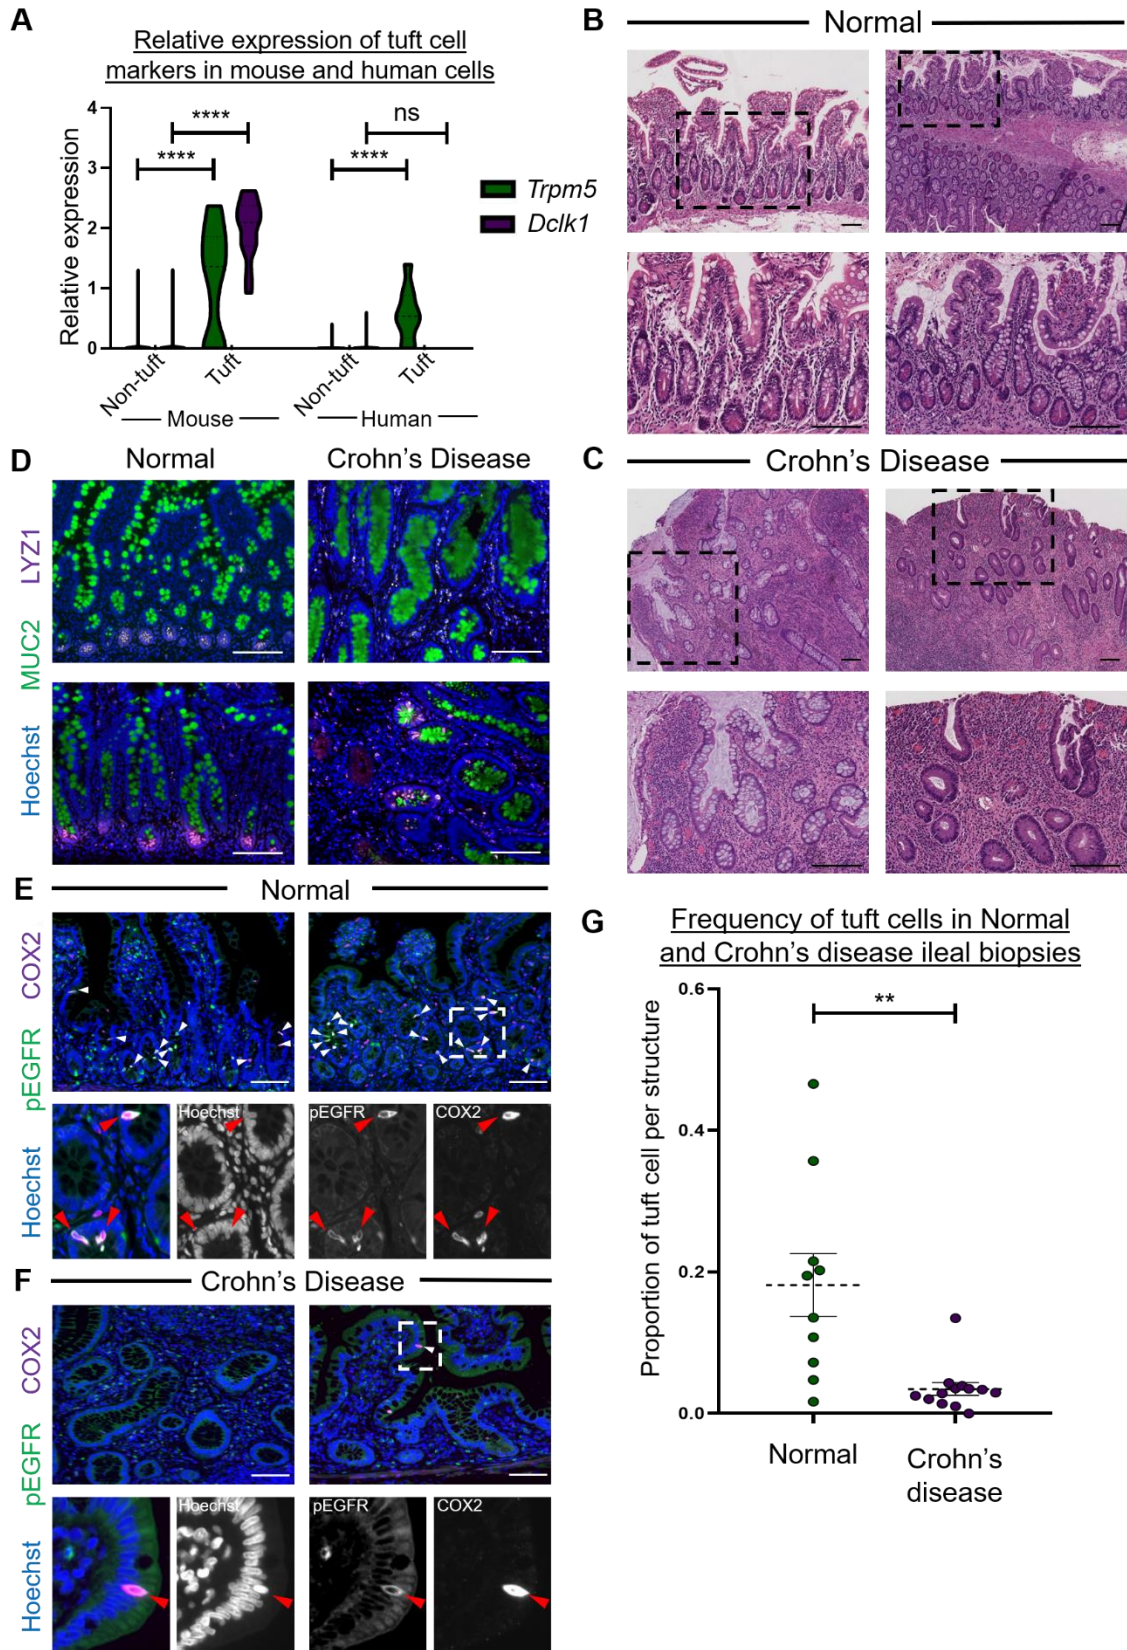 A
Relative expression of tuft cell
markers in mouse and human cells
Relative expression
4
3
2
1
0
****
****
****
ns
Trpm5
Dclk1
Non-tuft
Tuft
Non-tuft
Tuft
Mouse
Human
B
Normal
C
Crohn's Disease
D
Normal
Crohn's Disease
Hoechst MUC2 LYZ1
E
Normal
Hoechst pEGFR COX2
Hoechst
pEGFR
COX2
F
Crohn's Disease
Hoechst pEGFR COX2
Hoechst
pEGFR
COX2
G
Frequency of tuft cells in Normal
and Crohn's disease ileal biopsies
Proportion of tuft cell per structure
0.6
0.4
0.2
0.0
**
Normal
Crohn's
disease